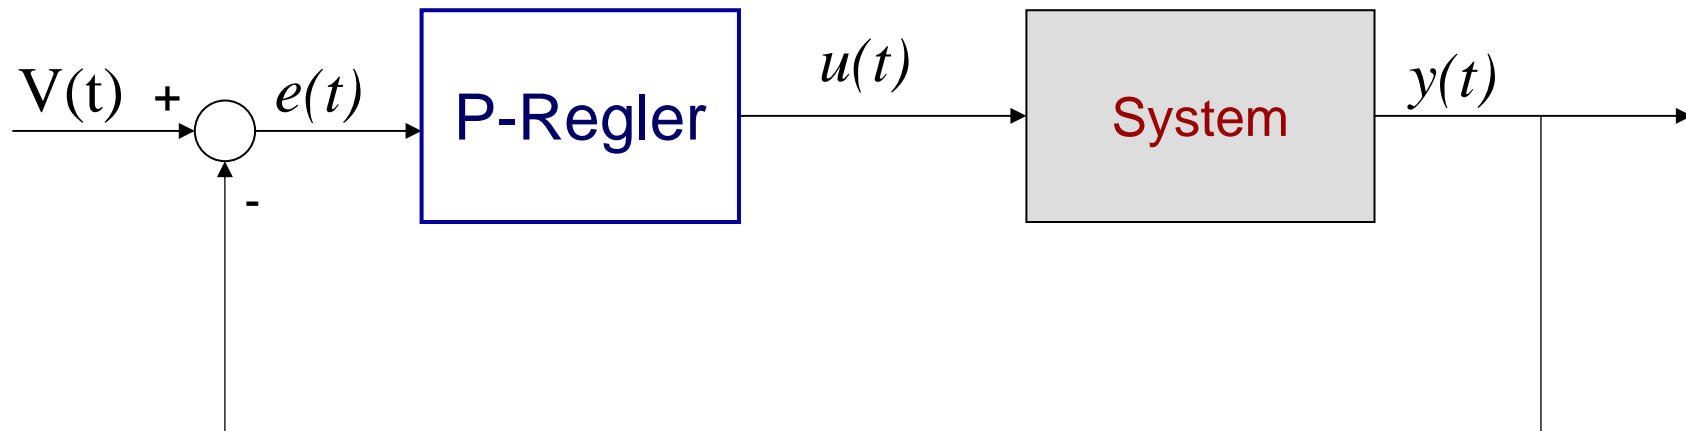 V(t)
+
e(t)
P-Regler
u(t)
System
y(t)
-